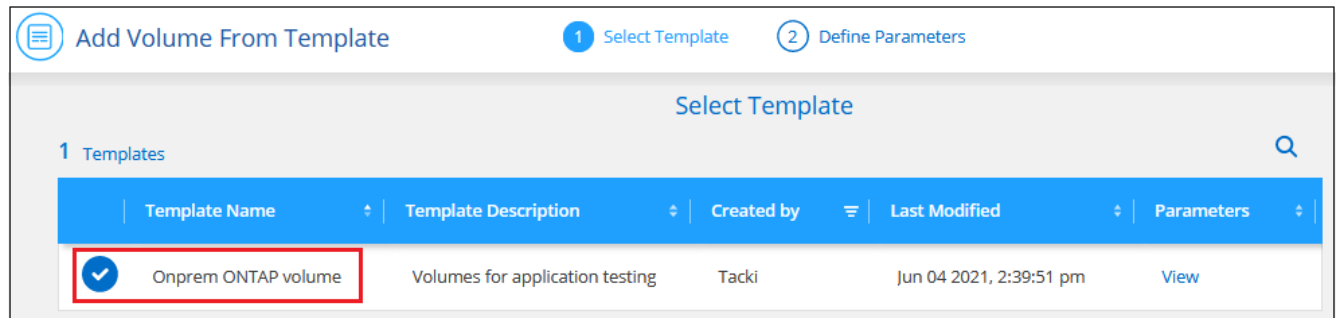 Add Volume From Template
1 Select Template 2 Define Parameters
Select Template
1 Templates
Template Name Template Description Created by Last Modified Parameters
Onprem ONTAP volume Volumes for application testing Tacki Jun 04 2021, 2:39:51 pm View